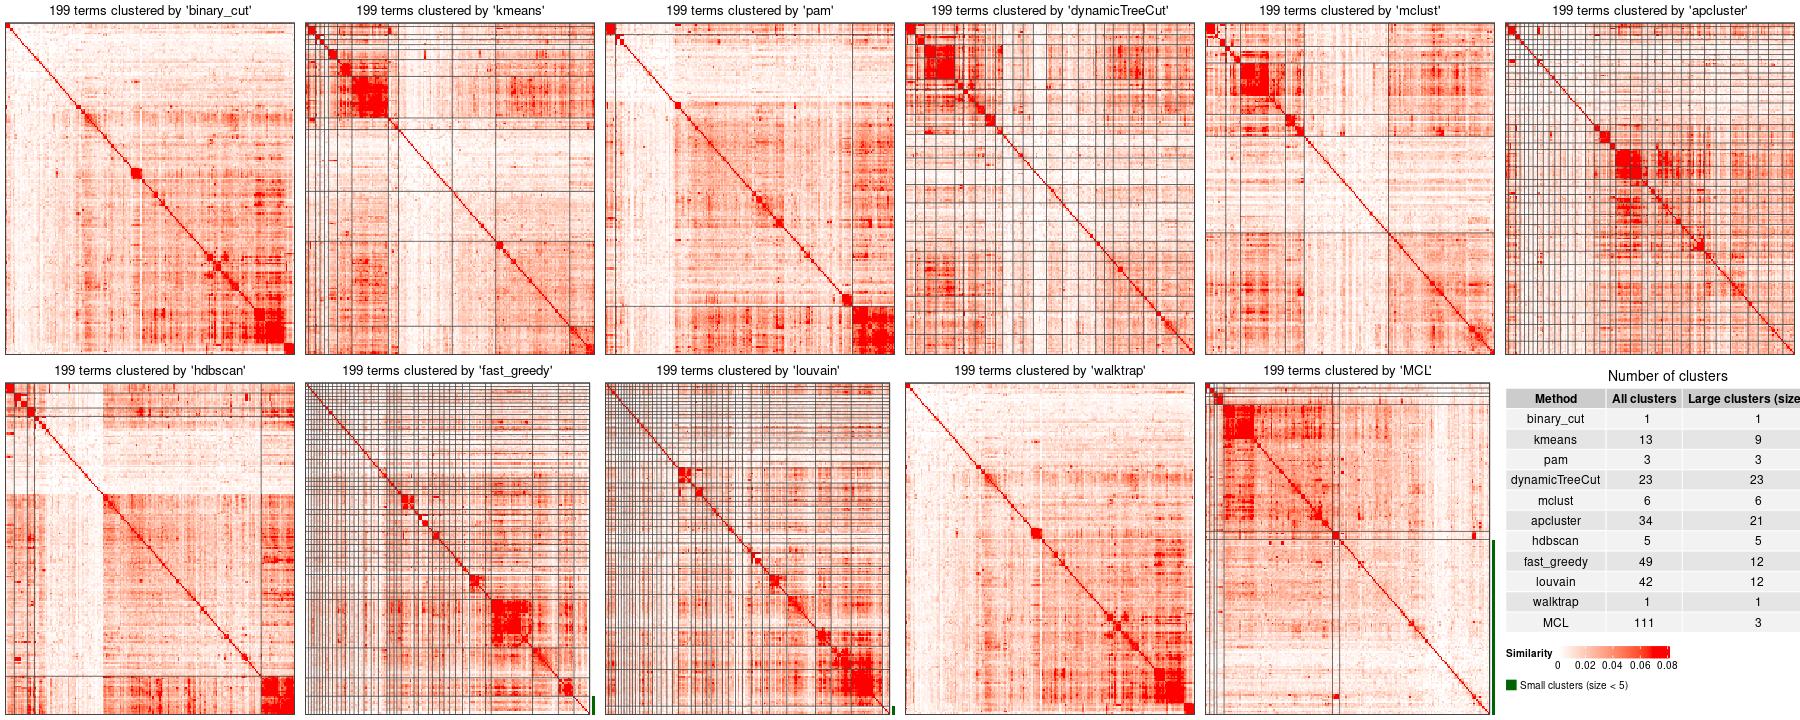 199 terms clustered by 'binary_cut'
199 terms clustered by 'kmeans'
199 terms clustered by 'pam'
199 terms clustered by 'dynamicTreeCut'
199 terms clustered by 'mclust'
199 terms clustered by 'apcluster'
199 terms clustered by 'hdbscan'
199 terms clustered by 'fast_greedy'
199 terms clustered by 'louvain'
199 terms clustered by 'walktrap'
199 terms clustered by 'MCL'
Number of clusters
Method All clusters Large clusters (size
binary_cut 1 1
kmeans 13 9
pam 3 3
dynamicTreeCut 23 23
mclust 6 6
apcluster 34 21
hdbscan 5 5
fast_greedy 49 12
louvain 42 12
walktrap 1 1
MCL 111 3
Similarity
0 0.02 0.04 0.06 0.08
Small clusters (size < 5)